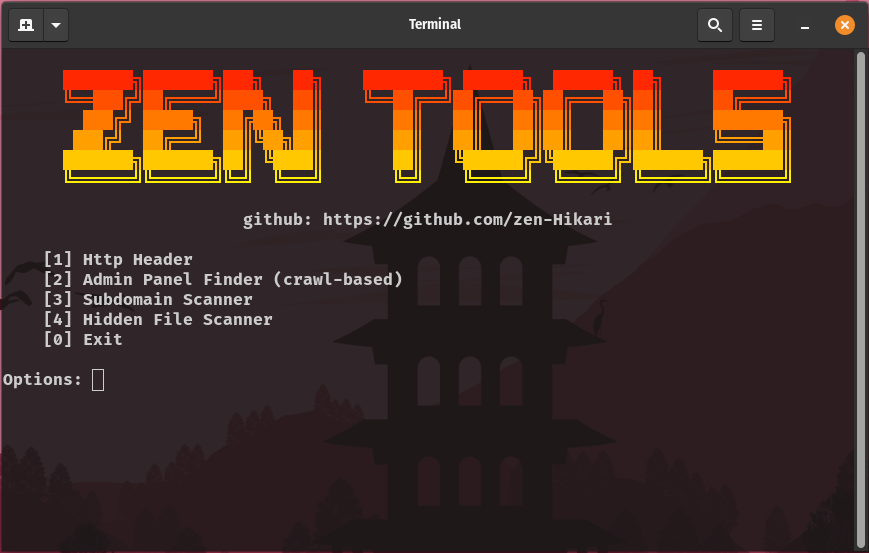 Terminal
ZEN TOOLS
github: https://github.com/zen-Hikari
[1] Http Header
[2] Admin Panel Finder (crawl-based)
[3] Subdomain Scanner
[4] Hidden File Scanner
[0] Exit
Options: